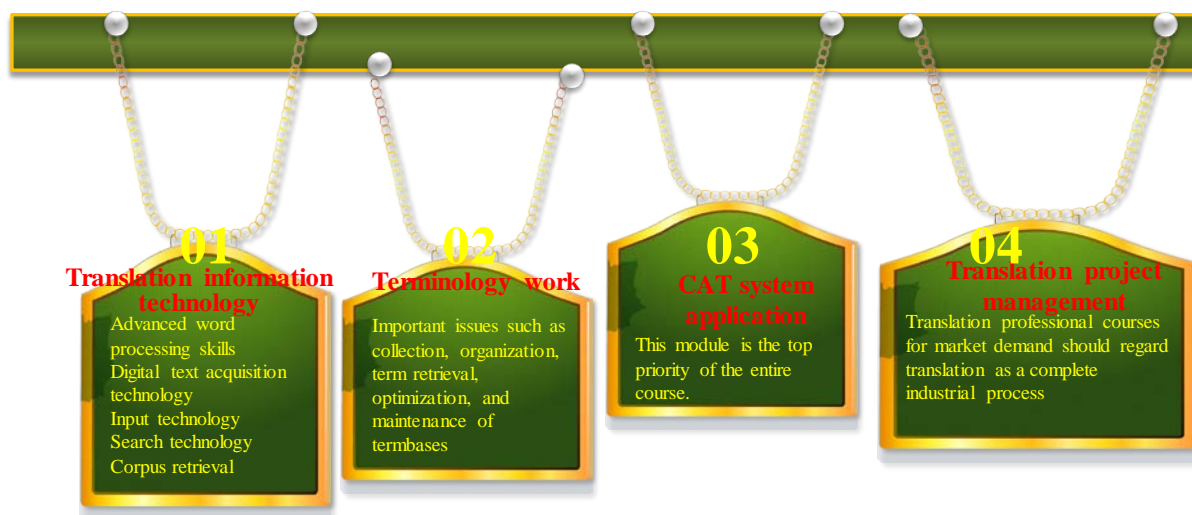 01
Translation information
technology
Advanced word
processing skills
Digital text acquisition
technology
Input technology
Search technology
Corpus retrieval
02
Terminology work
Important issues such as
collection, organization,
term retrieval,
optimization, and
maintenance of
termbases
03
CAT system
application
This module is the top
priority of the entire
course.
04
Translation project
management
Translation professional courses
for market demand should regard
translation as a complete
industrial process